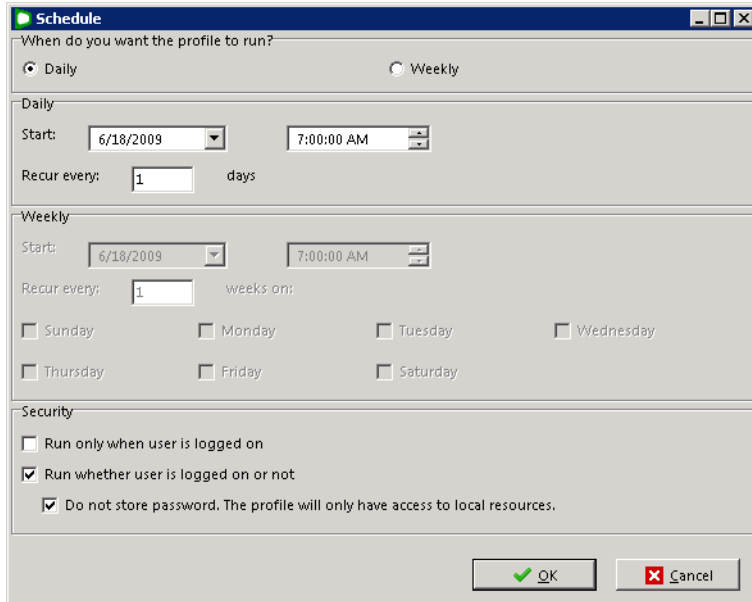 Schedule
When do you want the profile to run?
Daily Weekly
Daily
Start: 6/18/2009 7:00:00 AM
Recur every: 1 days
Weekly
Start: 6/18/2009 7:00:00 AM
Recur every: 1 weeks on:
Sunday Monday Tuesday Wednesday
Thursday Friday Saturday
Security
Run only when user is logged on
Run whether user is logged on or not
Do not store password. The profile will only have access to local resources.
OK Cancel